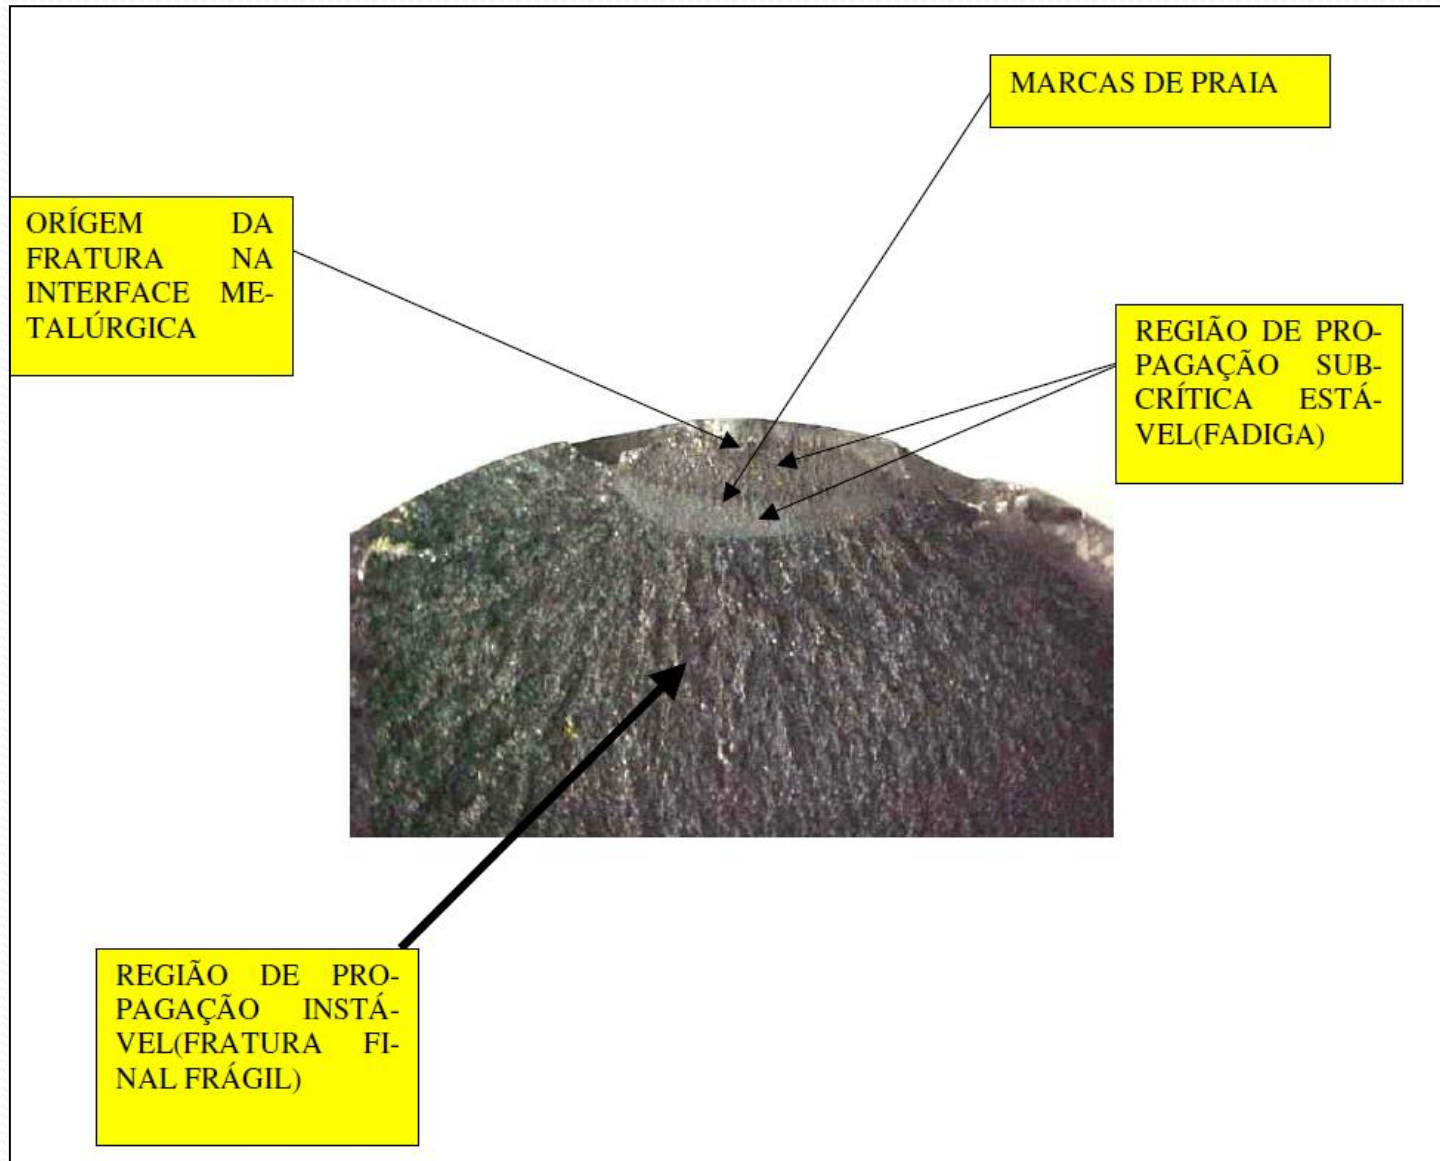 MARCAS DE PRAIA
ORÍGEM DA
FRATURA NA
INTERFACE ME-
TALÚRGICA
REGIÃO DE PRO-
PAGAÇÃO SUB-
CRÍTICA ESTÁ-
VEL(FADIGA)
REGIÃO DE PRO-
PAGAÇÃO INSTÁ-
VEL(FRATURA FI-
NAL FRÁGIL)